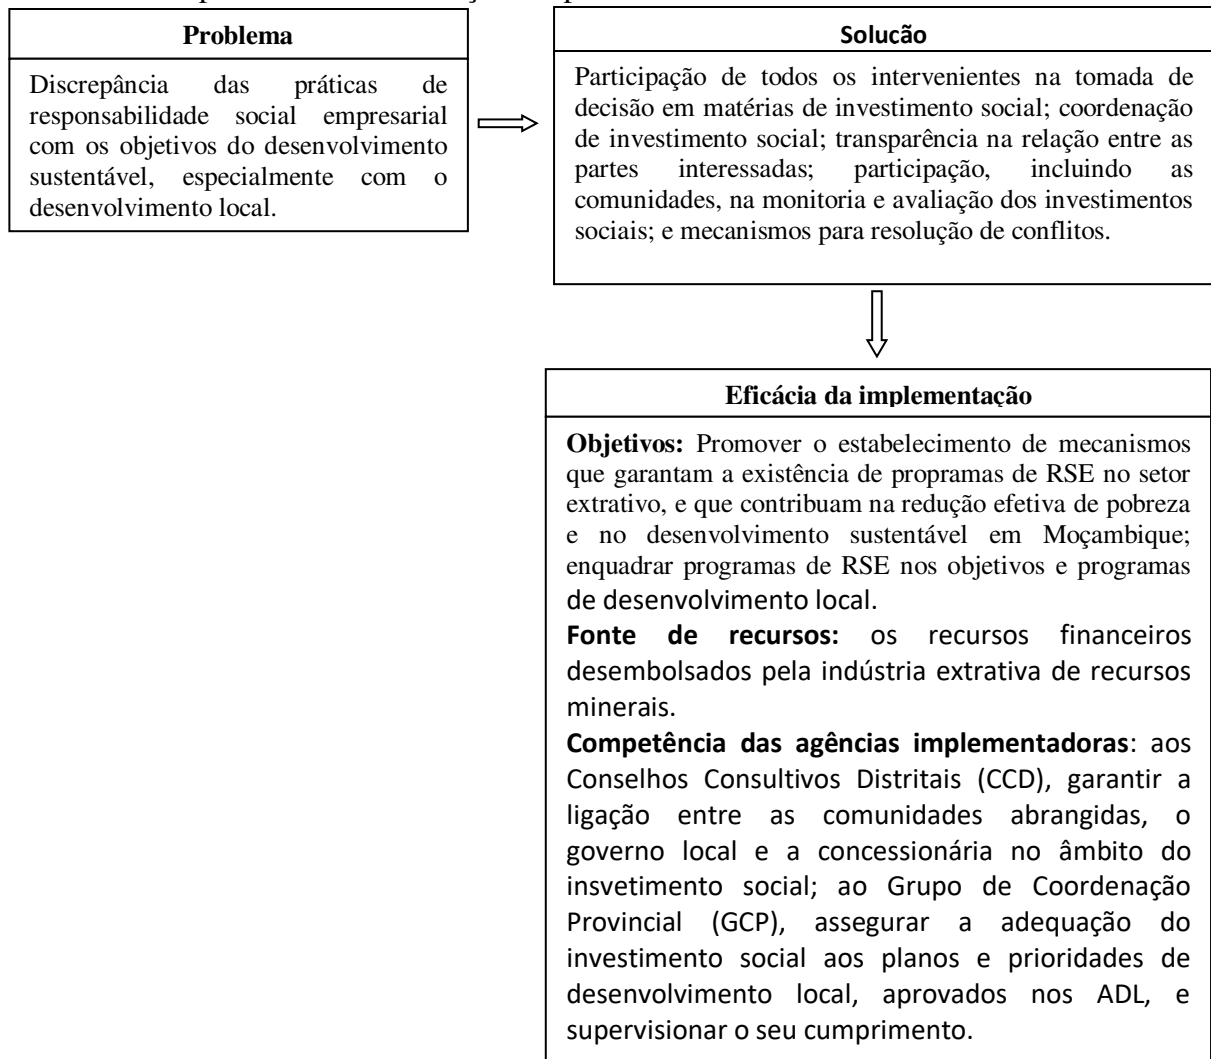 Problema
Discrepância das práticas de
responsabilidade social empresarial
com os objetivos do desenvolvimento
sustentável, especialmente com o
desenvolvimento local.
Solucão
Participação de todos os intervenientes na tomada de
decisão em matérias de investimento social; coordenação
de investimento social; transparência na relação entre as
partes interessadas; participação, incluindo as
comunidades, na monitoria e avaliação dos investimentos
sociais; e mecanismos para resolução de conflitos.
Eficácia da implementação
Objetivos: Promover o estabelecimento de mecanismos
que garantam a existência de propramas de RSE no setor
extrativo, e que contribuam na redução efetiva de pobreza
e no desenvolvimento sustentável em Moçambique;
enquadrar programas de RSE nos objetivos e programas
de desenvolvimento local.
Fonte de recursos: os recursos financeiros
desembolsados pela indústria extrativa de recursos
minerais.
Competência das agências implementadoras: aos
Conselhos Consultivos Distritais (CCD), garantir a
ligação entre as comunidades abrangidas, o
governo local e a concessionária no âmbito do
insvetimento social; ao Grupo de Coordenação
Provincial (GCP), assegurar a adequação do
investimento social aos planos e prioridades de
desenvolvimento local, aprovados nos ADL, e
supervisionar o seu cumprimento.